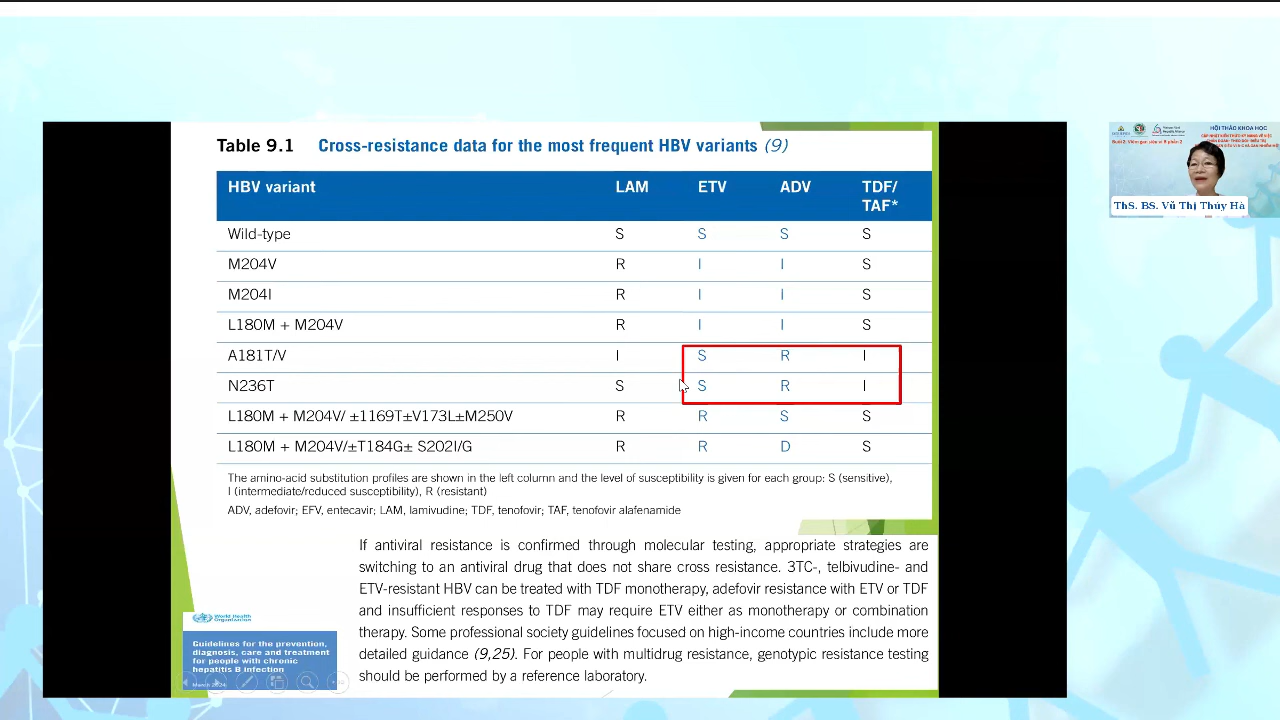 Table 9.1 Cross-resistance data for the most frequent HBV variants (9)
HBV variant LAM ETV ADV TDF/ TAF*
Wild-type S S S S
M204V R I I S
M204I R I I S
L180M + M204V R I I S
A181T/V I S R I
N236T S S R I
L180M + M204V/ ±1169T±V173L±M250V R R S S
L180M + M204V/±T184G± S202I/G R R D S
The amino-acid substitution profiles are shown in the left column and the level of susceptibility is given for each group: S (sensitive),
I (intermediate/reduced susceptibility), R (resistant)
ADV, adefovir; EFV, entecavir; LAM, lamivudine; TDF, tenofovir; TAF, tenofovir alafenamide
If antiviral resistance is confirmed through molecular testing, appropriate strategies are
switching to an antiviral drug that does not share cross resistance. 3TC-, telbivudine- and
ETV-resistant HBV can be treated with TDF monotherapy, adefovir resistance with ETV or TDF
and insufficient responses to TDF may require ETV either as monotherapy or combined
therapy. Some professional society guidelines focused on high-income countries include more
detailed guidance (9,25). For people with multidrug resistance, genotypic resistance testing
should be performed by a reference laborator
World Health
Organization
Guidelines for the prevention,
diagnosis, care and treatment
for people with chronic
hepatitis B infection
March 2024
HỘI THẢO KHOA HỌC
ThS. BS. Vũ Thị Thúy Hà